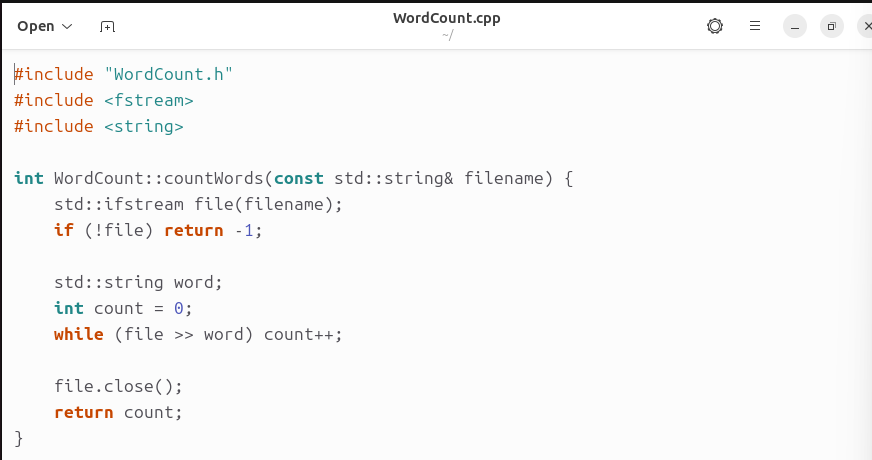 Open
WordCount.cpp
~/
#include "WordCount.h"
#include <fstream>
#include <string>

int WordCount::countWords(const std::string& filename) {
    std::ifstream file(filename);
    if (!file) return -1;

    std::string word;
    int count = 0;
    while (file >> word) count++;

    file.close();
    return count;
}